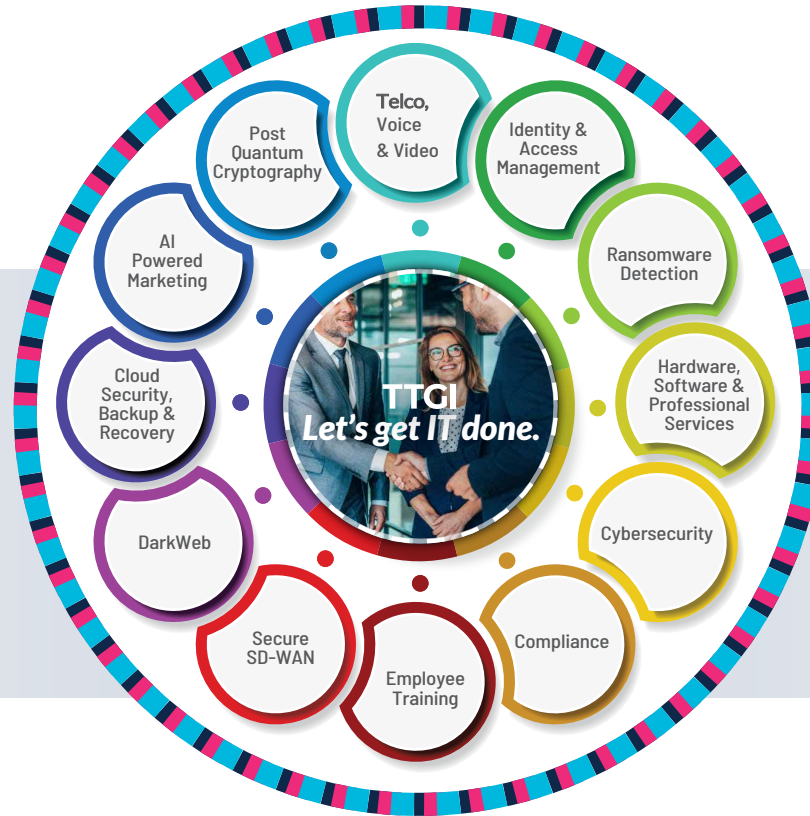 Telco,
Voice
& Video
Identity &
Access
Management
Ransomware
Detection
Hardware,
Software &
Professional
Services
Cybersecurity
Compliance
Employee
Training
Secure
SD-WAN
DarkWeb
Cloud
Security,
Backup &
Recovery
AI
Powered
Marketing
Post
Quantum
Cryptography
TTGI
Let's get IT done.